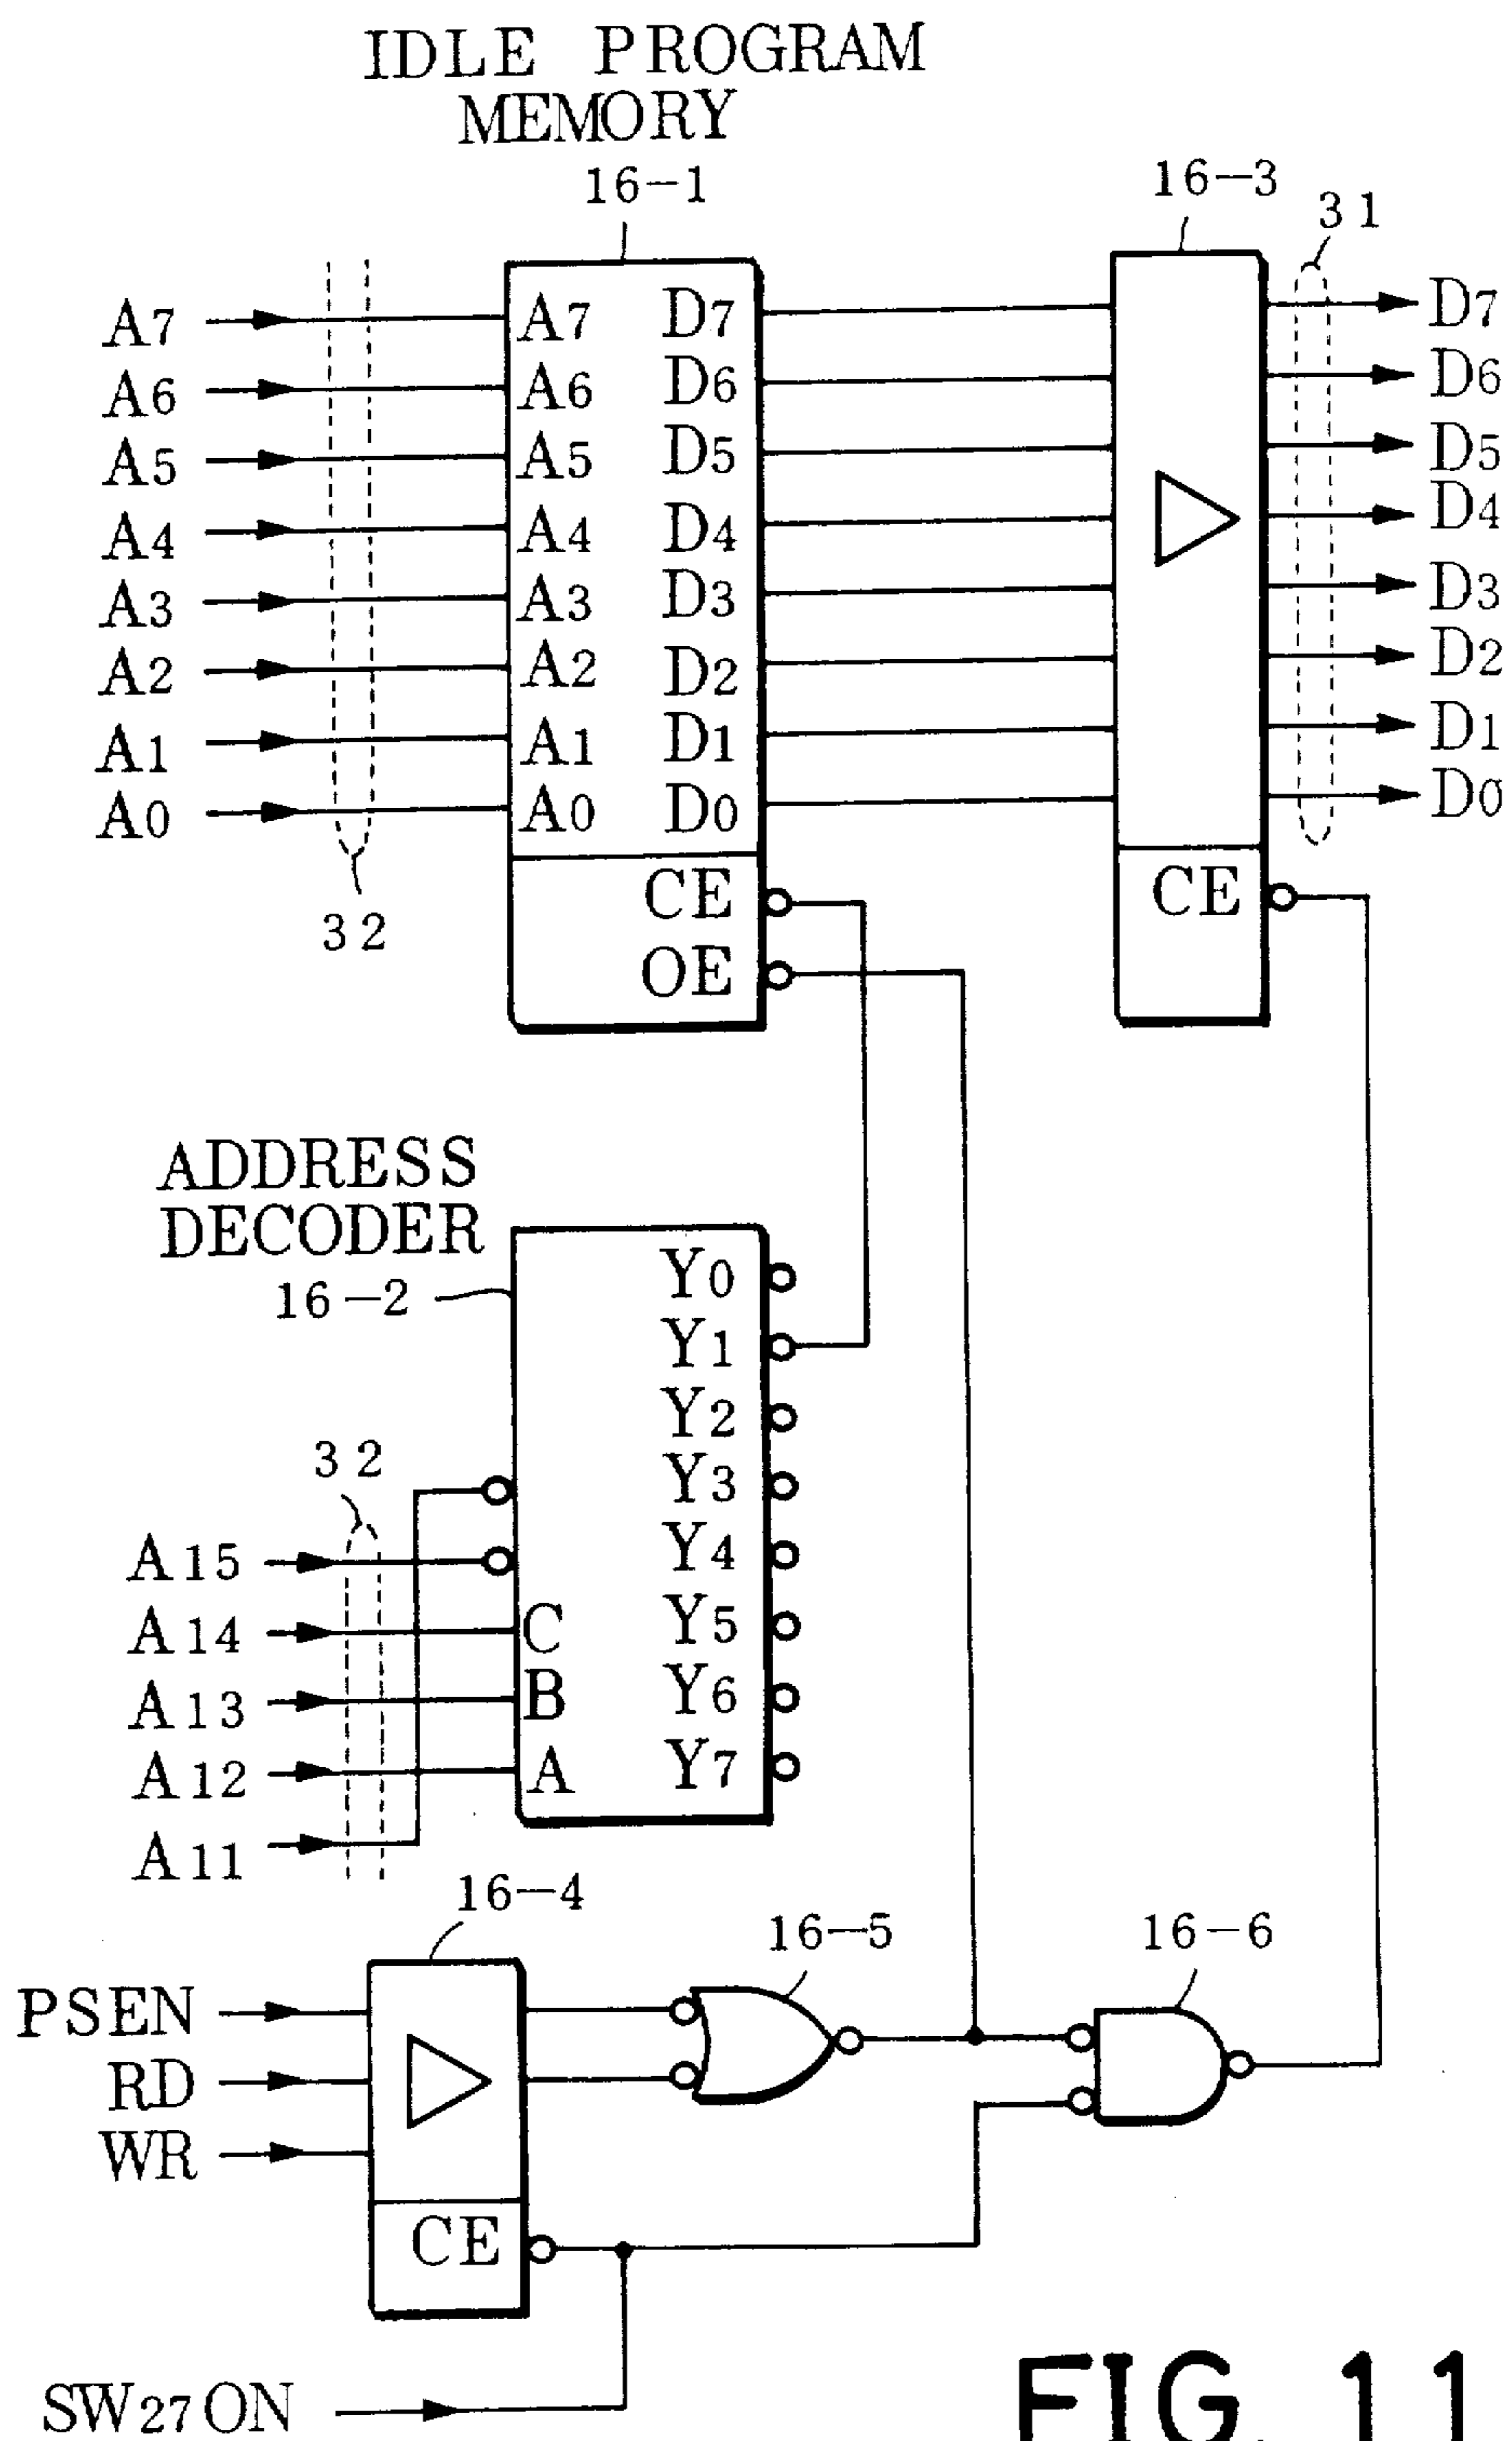 IDLE PROGRAM
MEMORY
16-1
16-3
31
A7 A7 D7 D7
A6 A6 D6 D6
A5 A5 D5 D5
A4 A4 D4 D4
A3 A3 D3 D3
A2 A2 D2 D2
A1 A1 D1 D1
A0 A0 D0 D0
CE CE
32
OE
ADDRESS
DECODER
16-2
Y0
Y1
Y2
32
Y3
A15 Y4
A14 C Y5
A13 B Y6
A12 A Y7
A11
16-4
16-5
16-6
PSEN
RD
WR
CE
SW27ON
FIG. 11